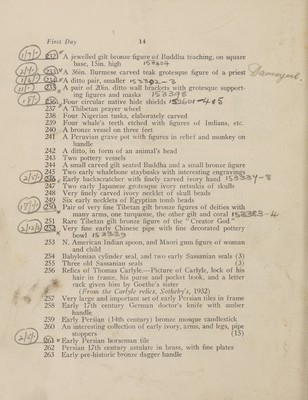 First Day 14
232 A jewelled gilt bronze figure of Buddha teaching, on square
base, 15in. high
233 A 36in. Burmese carved teak grotesque figure of a priest Damaged.
234 A ditto pair, smaller
235 A pair of 20in. ditto wall brackets with grotesque support-
ing figures and masks
236 Four circular native hide shields
237 A Thibetan prayer wheel
238 Four Nigerian tusks, elaborately carved
239 Four whale's teeth etched with figures of Indians, etc.
240 A bronze vessel on three feet
241 A Peruvian grave pot with figures in relief and monkey on
handle
242 A ditto, in form of an animal's head
243 Two pottery vessels
244 A small carved gilt seated Buddha and a small bronze figure
245 Two early whalebone staybusks with interesting engravings
246 Early backscratcher with finely carved ivory hand
247 Two early Japanese grotesque ivory netsukis of skulls
248 Very finely carved ivory necklet of skull beads
249 Six early necklets of Egyptian tomb beads
250 Pair of very fine Tibetan gilt bronze figures of deities with
many arms, one turquoise, the other gilt and coral
251 Rare Tibetan gilt bronze figure of the "Creator God."
252 Very fine early Chinese pipe with fine decorated pottery
bowl
253 N. American Indian spoon, and Maori gum figure of woman
and child
254 Babylonian cylinder seal, and two early Sassanian seals (3)
255 Three old Sassanian seals (3)
256 Relics of Thomas Carlyle.—Picture of Carlyle, lock of his
hair in frame, his purse and pocket book, and a letter
rack given him by Goethe's sister
(From the Carlyle relics, Sotheby's, 1932)
257 Very large and important set of early Persian tiles in frame
258 Early 17th century German doctor's knife with amber
handle
259 Early Persian (14th century) bronze mosque candlestick
260 An interesting collection of early ivory, arms, and legs, pipe
stoppers (15)
261 Early Persian horseman tile
262 Persian 17th century astulare in brass, with fine plates
263 Early pre-historic bronze dagger handle